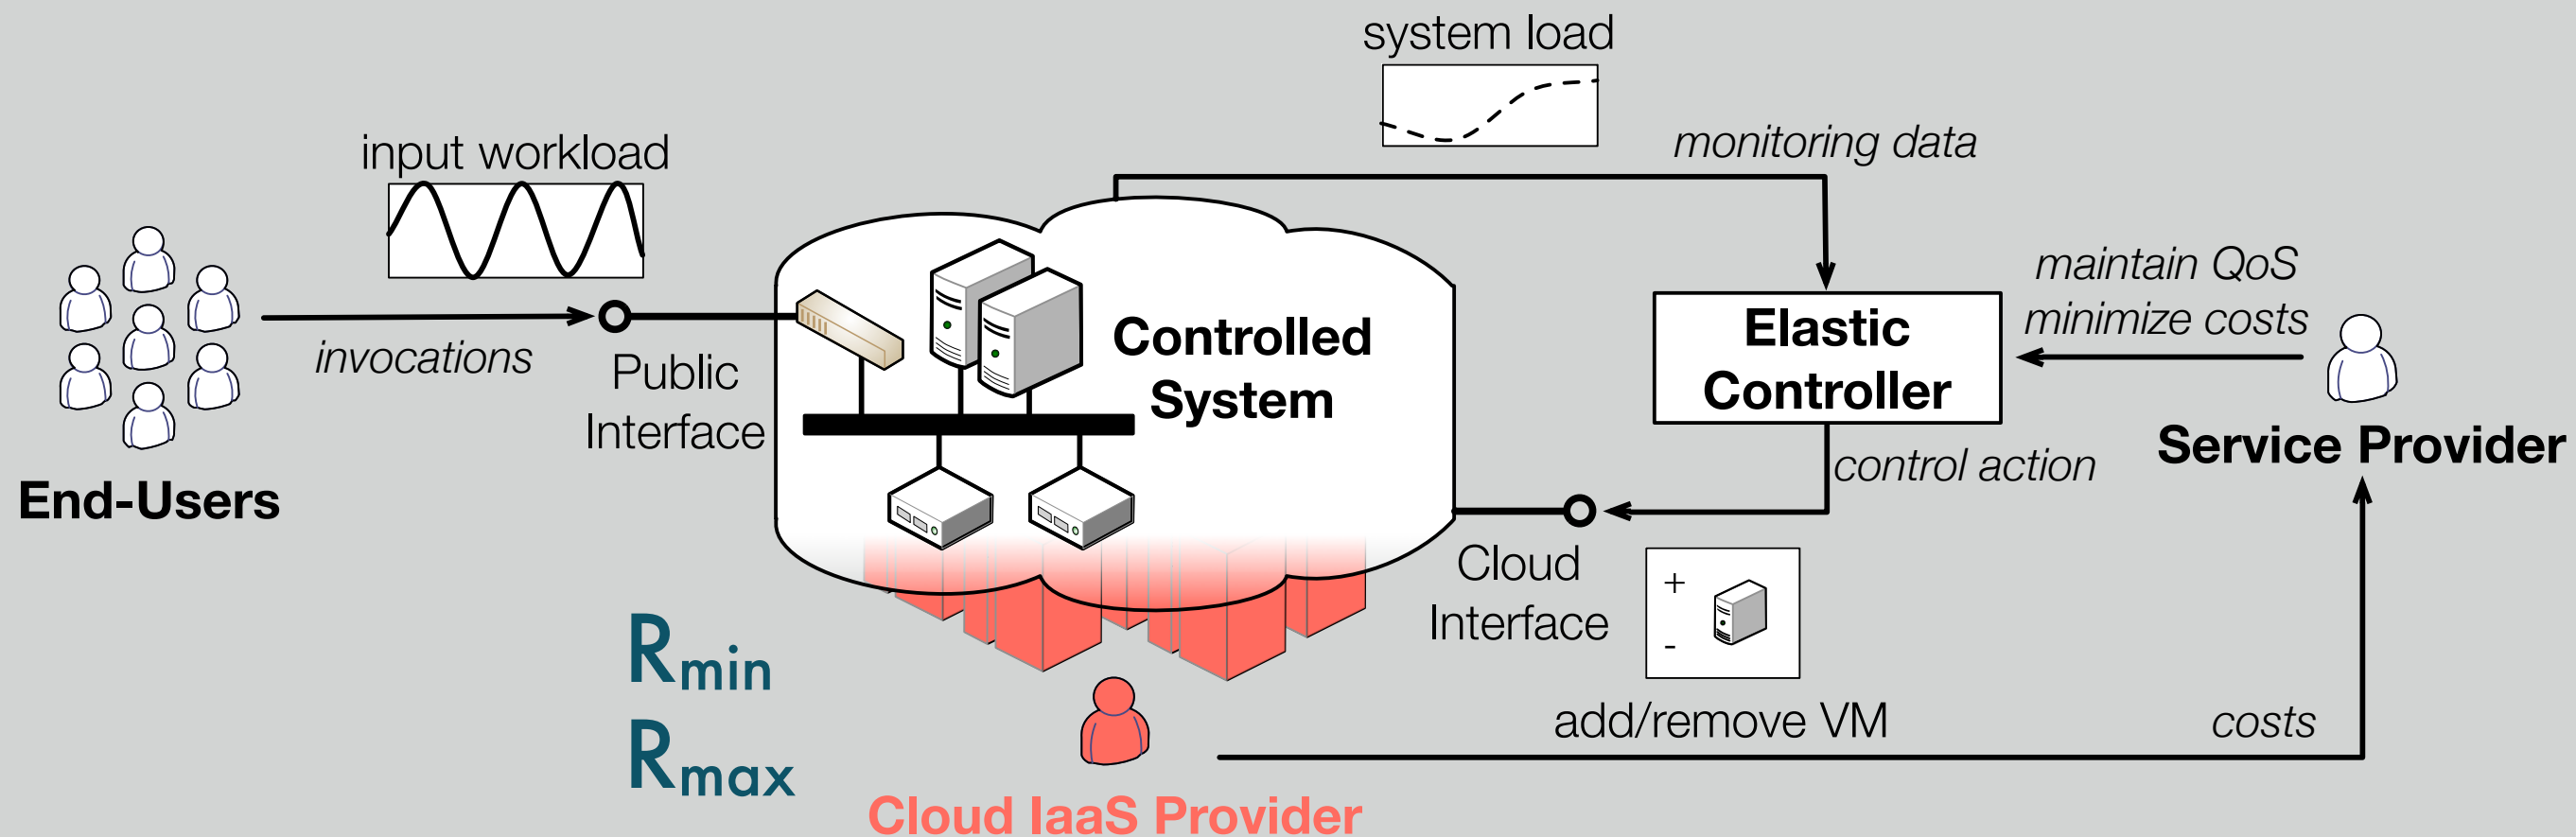 system load
monitoring data
input workload
invocations
Public
Interface
End-Users
Controlled
System
Elastic
Controller
maintain QoS
minimize costs
Service Provider
control action
Cloud
Interface
+
-
add/remove VM
costs
Rmin
Rmax
Cloud IaaS Provider